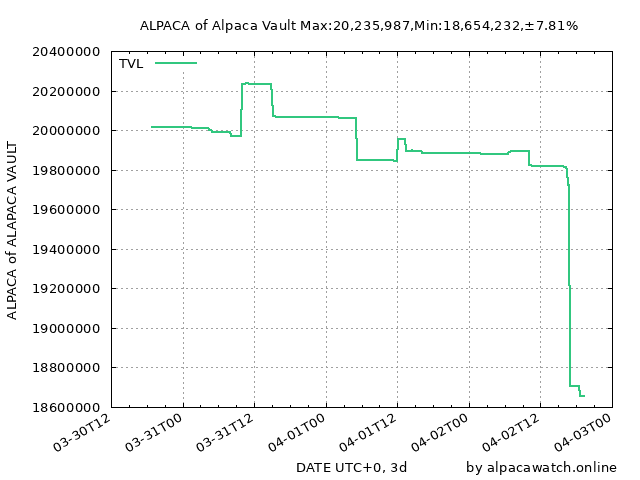 ALPACA of Alpaca Vault Max:20,235,987,Min:18,654,232,±7.81%
TVL
ALPACA of ALAPACA VAULT
20400000
20200000
20000000
19800000
19600000
19400000
19200000
19000000
18800000
18600000
03-30T12
03-31T00
03-31T12
04-01T00
04-01T12
04-02T00
04-02T12
04-03T00
DATE UTC+0, 3d
by alpacawatch.online